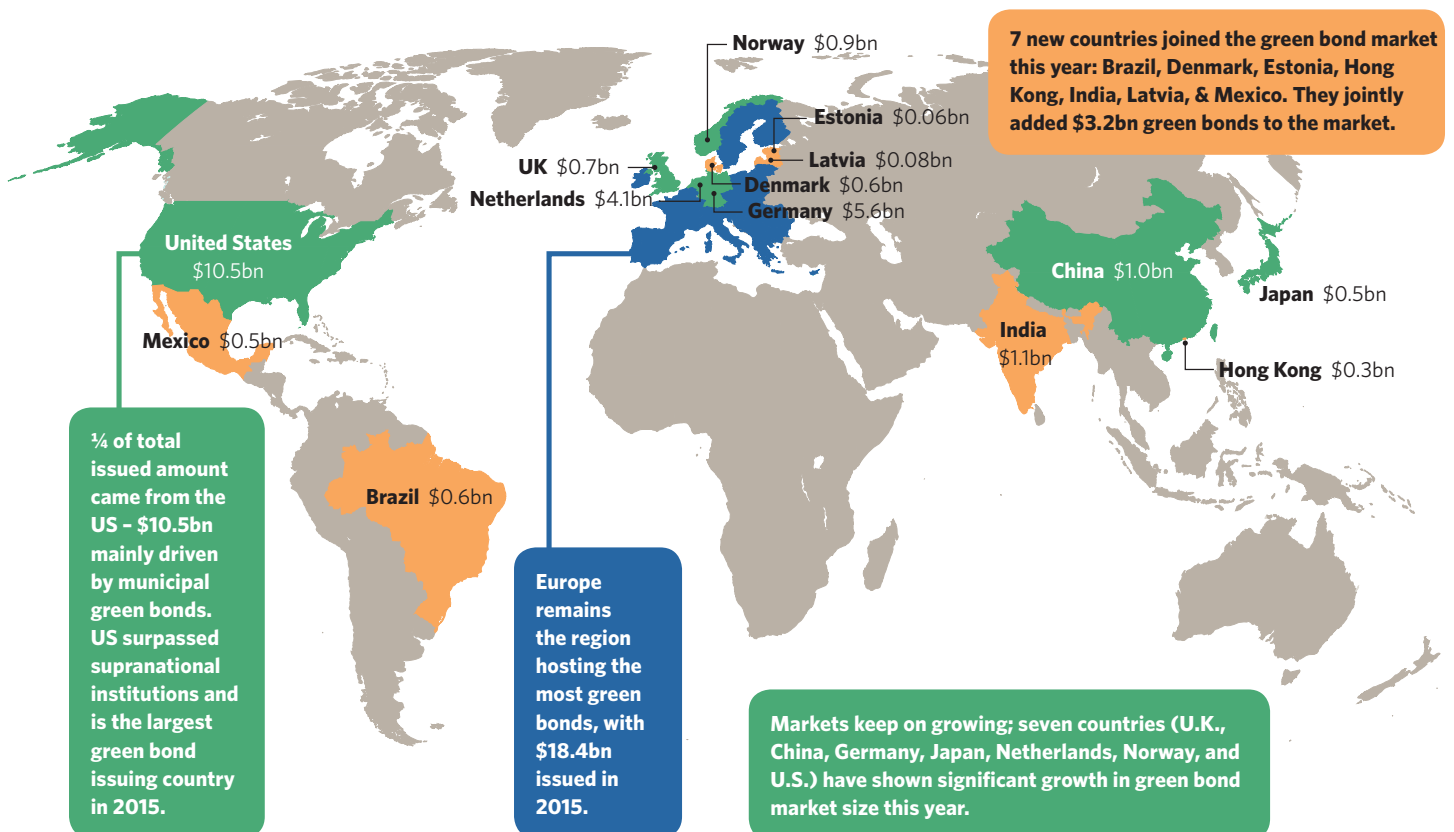 Norway $0.9bn
7 new countries joined the green bond market
this year: Brazil, Denmark, Estonia, Hong
Kong, India, Latvia, & Mexico. They jointly
added $3.2bn green bonds to the market.
Estonia $0.06bn
Latvia $0.08bn
UK $0.7bn
Denmark $0.6bn
Netherlands $4.1bn
Germany $5.6bn
United States
$10.5bn
China $1.0bn
Japan $0.5bn
Mexico $0.5bn
India
$1.1bn
Hong Kong $0.3bn
Brazil $0.6bn
¼ of total
issued amount
came from the
US – $10.5bn
mainly driven
by municipal
green bonds.
US surpassed
supranational
institutions and
is the largest
green bond
issuing country
in 2015.
Europe
remains
the region
hosting the
most green
bonds, with
$18.4bn
issued in
2015.
Markets keep on growing; seven countries (U.K.,
China, Germany, Japan, Netherlands, Norway, and
U.S.) have shown significant growth in green bond
market size this year.